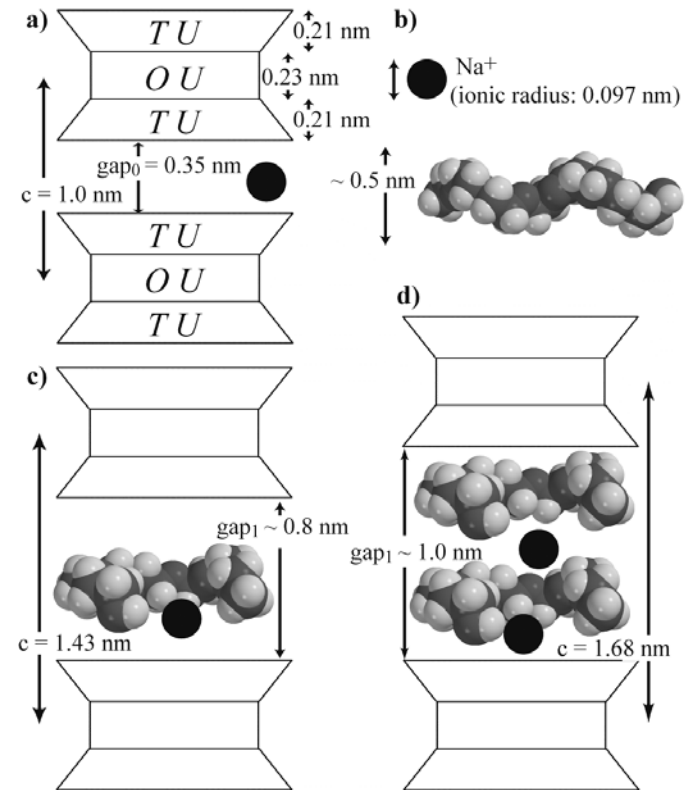 a)
T U
0.21 nm
O U
0.23 nm
T U
0.21 nm
gap₀ = 0.35 nm
c = 1.0 nm
T U
O U
T U
b)
Na⁺
(ionic radius: 0.097 nm)
~ 0.5 nm
c)
gap₁ ~ 0.8 nm
c = 1.43 nm
d)
gap₁ ~ 1.0 nm
c = 1.68 nm